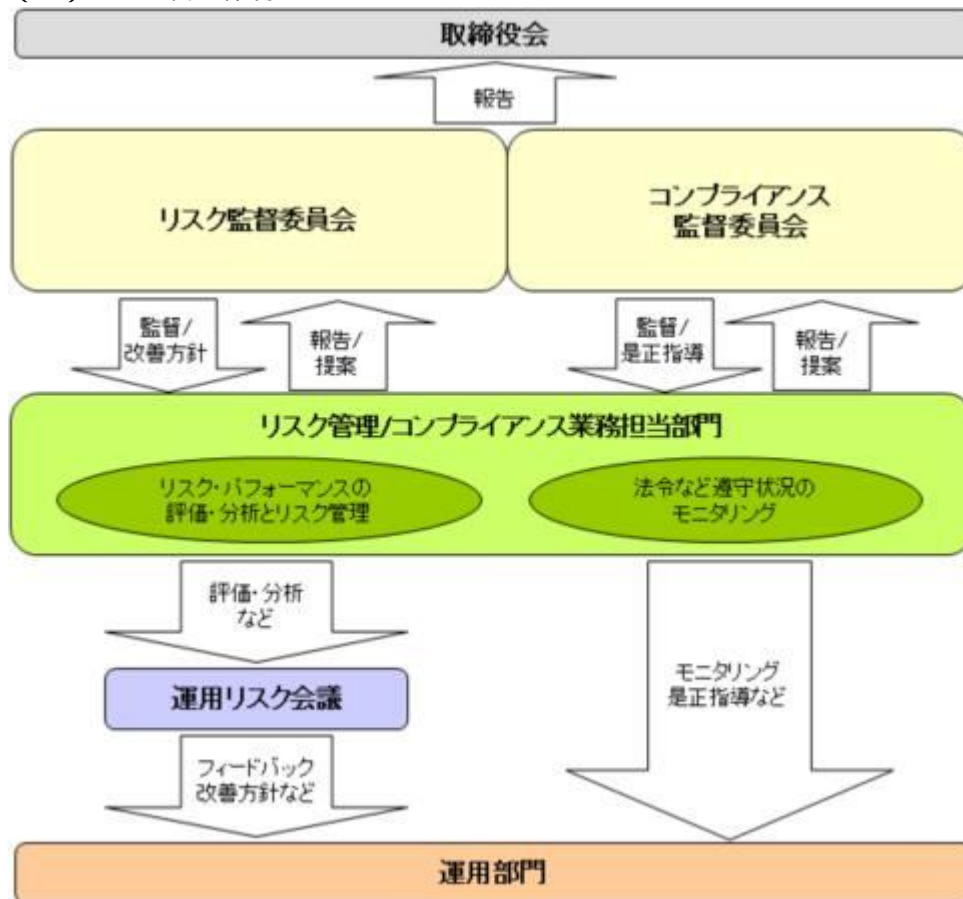 取締役会
報告
リスク監督委員会
コンプライアンス
監督委員会
監督/
改善方針
報告/
提案
監督/
是正指導
報告/
提案
リスク管理/コンプライアンス業務担当部門
リスク・パフォーマンスの
評価・分析とリスク管理
法令など遵守状況の
モニタリング
評価・分析
など
運用リスク会議
モニタリング
是正指導など
フィードバック
改善方針など
運用部門